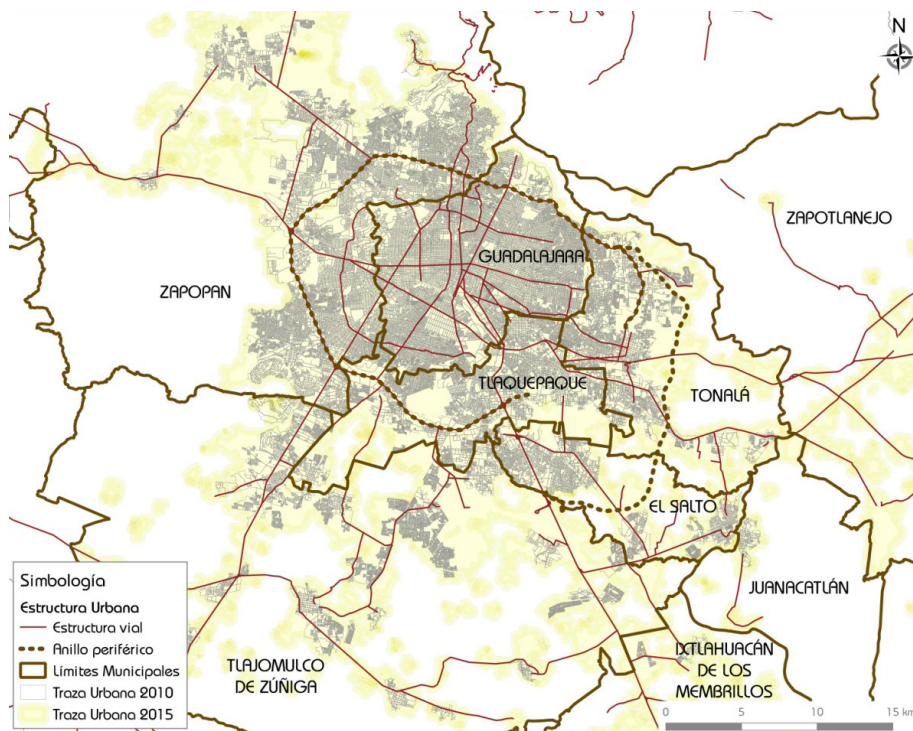 N
ZAPOTLANEJO
GUADALAJARA
ZAPOPAN
TLAQUEPAQUE
TONALÁ
EL SALTO
JUANACATLÁN
IXTLAHUACÁN
DE LOS
MEMBRILLOS
TLAJOMULCO
DE ZÚÑIGA
Simbología
Estructura Urbana
Estructura vial
Anillo periférico
Límites Municipales
Traza Urbana 2010
Traza Urbana 2015
0 5 10 15 km